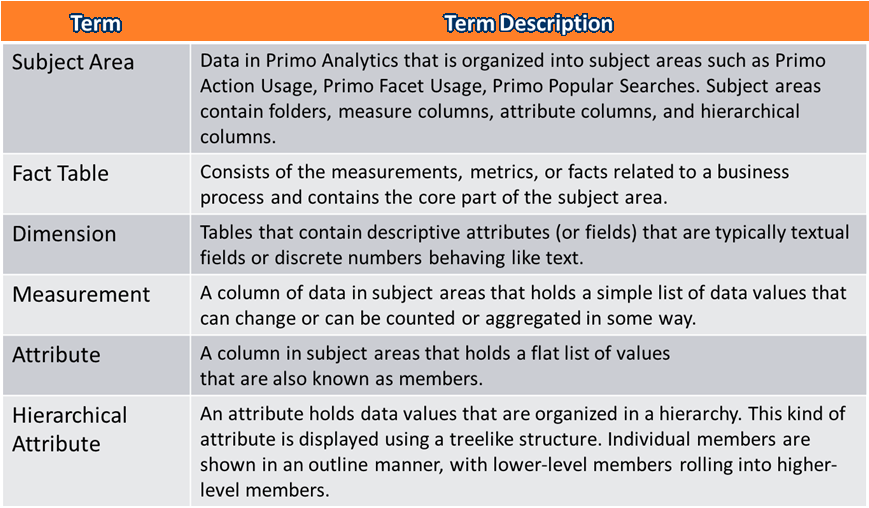 Term
Term Description
Subject Area
Data in Primo Analytics that is organized into subject areas such as Primo
Action Usage, Primo Facet Usage, Primo Popular Searches. Subject areas
contain folders, measure columns, attribute columns, and hierarchical
columns.
Fact Table
Consists of the measurements, metrics, or facts related to a business
process and contains the core part of the subject area.
Dimension
Tables that contain descriptive attributes (or fields) that are typically textual
fields or discrete numbers behaving like text.
Measurement
A column of data in subject areas that holds a simple list of data values that
can change or can be counted or aggregated in some way.
Attribute
A column in subject areas that holds a flat list of values
that are also known as members.
Hierarchical
Attribute
An attribute holds data values that are organized in a hierarchy. This kind of
attribute is displayed using a treelike structure. Individual members are
shown in an outline manner, with lower-level members rolling into higher-
level members.